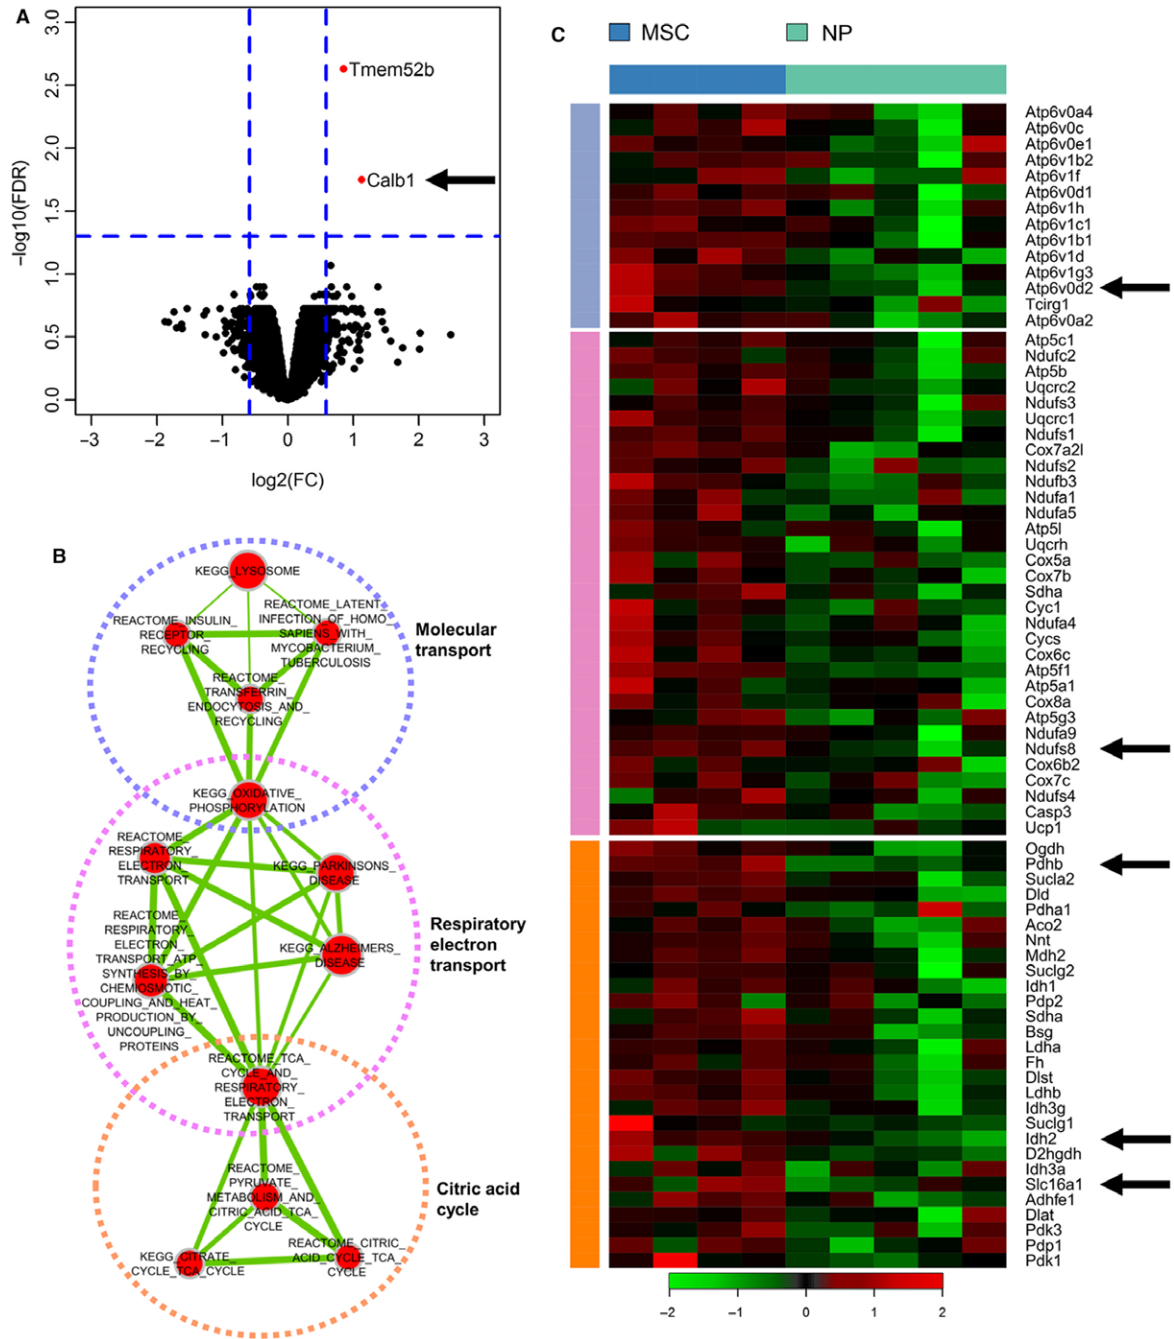 A
3.0
2.5
2.0
1.5
1.0
0.5
0.0
−log10(FDR)
Tmem52b
Calb1
−3 −2 −1 0 1 2 3
log2(FC)
B
KEGG_LYSOSOME
REACTOME_INSULIN_
RECEPTOR_
RECYCLING
REACTOME_LATENT_
INFECTION_OF_HOMO_
SAPIENS_WITH_
MYCOBACTERIUM_
TUBERCULOSIS
REACTOME_
TRANSFERRIN_
ENDOCYTOSIS_AND_
RECYCLING
Molecular
transport
KEGG_OXIDATIVE_
PHOSPHORYLATION
REACTOME_
RESPIRATORY_
ELECTRON_
TRANSPORT
KEGG_PARKINSONS_
DISEASE
REACTOME_
RESPIRATORY_
ELECTRON_
TRANSPORT_ATP_
SYNTHESIS_BY_
CHEMIOSMOTIC_
COUPLING_AND_HEAT_
PRODUCTION_BY_
UNCOUPLING_
PROTEINS
KEGG_ALZHEIMERS_
DISEASE
Respiratory
electron
transport
REACTOME_TCA_
CYCLE_AND_
RESPIRATORY_
ELECTRON_
TRANSPORT
REACTOME_
PYRUVATE_
METABOLISM_AND_
CITRIC_ACID_TCA_
CYCLE
KEGG_CITRATE_
CYCLE_TCA_CYCLE
REACTOME_CITRIC_
ACID_CYCLE_TCA_
CYCLE
Citric acid
cycle
C
MSC NP
Atp6v0a4
Atp6v0c
Atp6v0e1
Atp6v1b2
Atp6v1f
Atp6v0d1
Atp6v1h
Atp6v1c1
Atp6v1b1
Atp6v1d
Atp6v1g3
Atp6v0d2
Tcirg1
Atp6v0a2
Atp5c1
Ndufc2
Atp5b
Uqcrc2
Ndufs3
Uqcrc1
Ndufs1
Cox7a2l
Ndufs2
Ndufb3
Ndufa1
Ndufa5
Atp5l
Uqcrh
Cox5a
Cox7b
Sdha
Cyc1
Ndufa4
Cycs
Cox6c
Atp5f1
Atp5a1
Cox8a
Atp5g3
Ndufa9
Ndufs8
Cox6b2
Cox7c
Ndufs4
Casp3
Ucp1
Ogdh
Pdhb
Sucla2
Dld
Pdha1
Aco2
Nnt
Mdh2
Suclg2
Idh1
Pdp2
Sdha
Bsg
Ldha
Fh
Dlst
Ldhb
Idh3g
Suclg1
Idh2
D2hgdh
Idh3a
Slc16a1
Adhfe1
Dlat
Pdk3
Pdp1
Pdk1
−2 −1 0 1 2